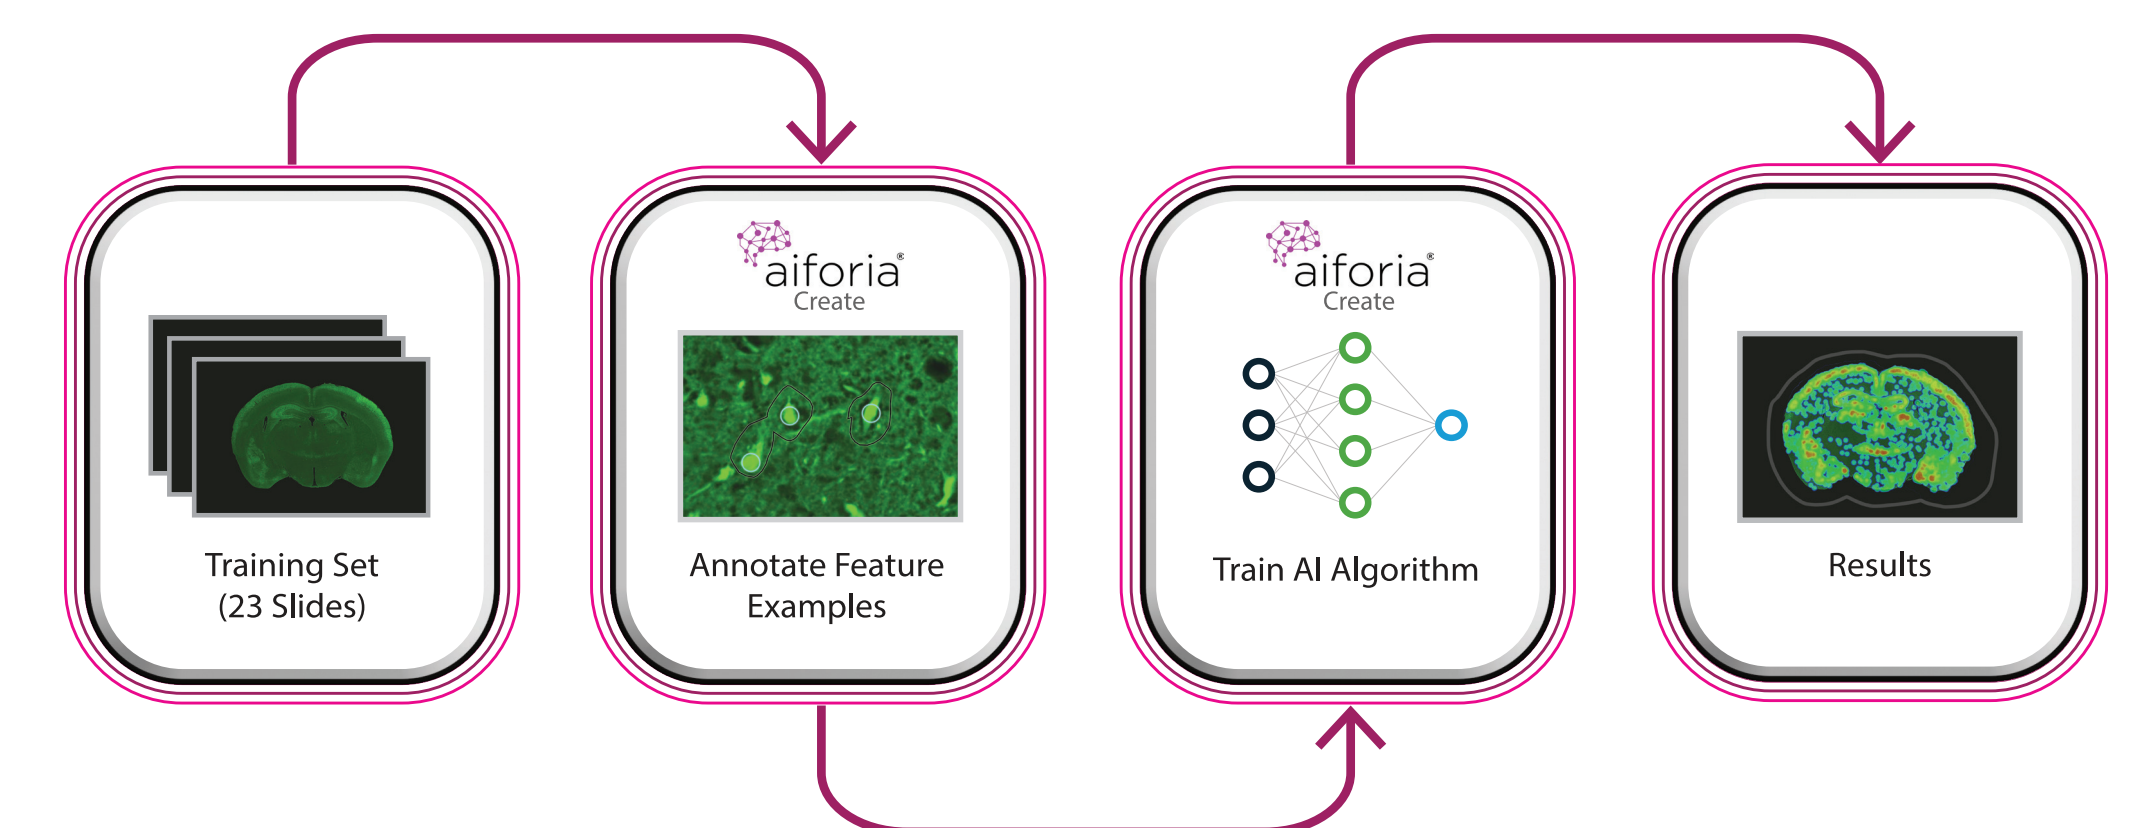 Training Set
(23 Slides)
aiforia®
Create
Annotate Feature
Examples
aiforia®
Create
Train AI Algorithm
Results